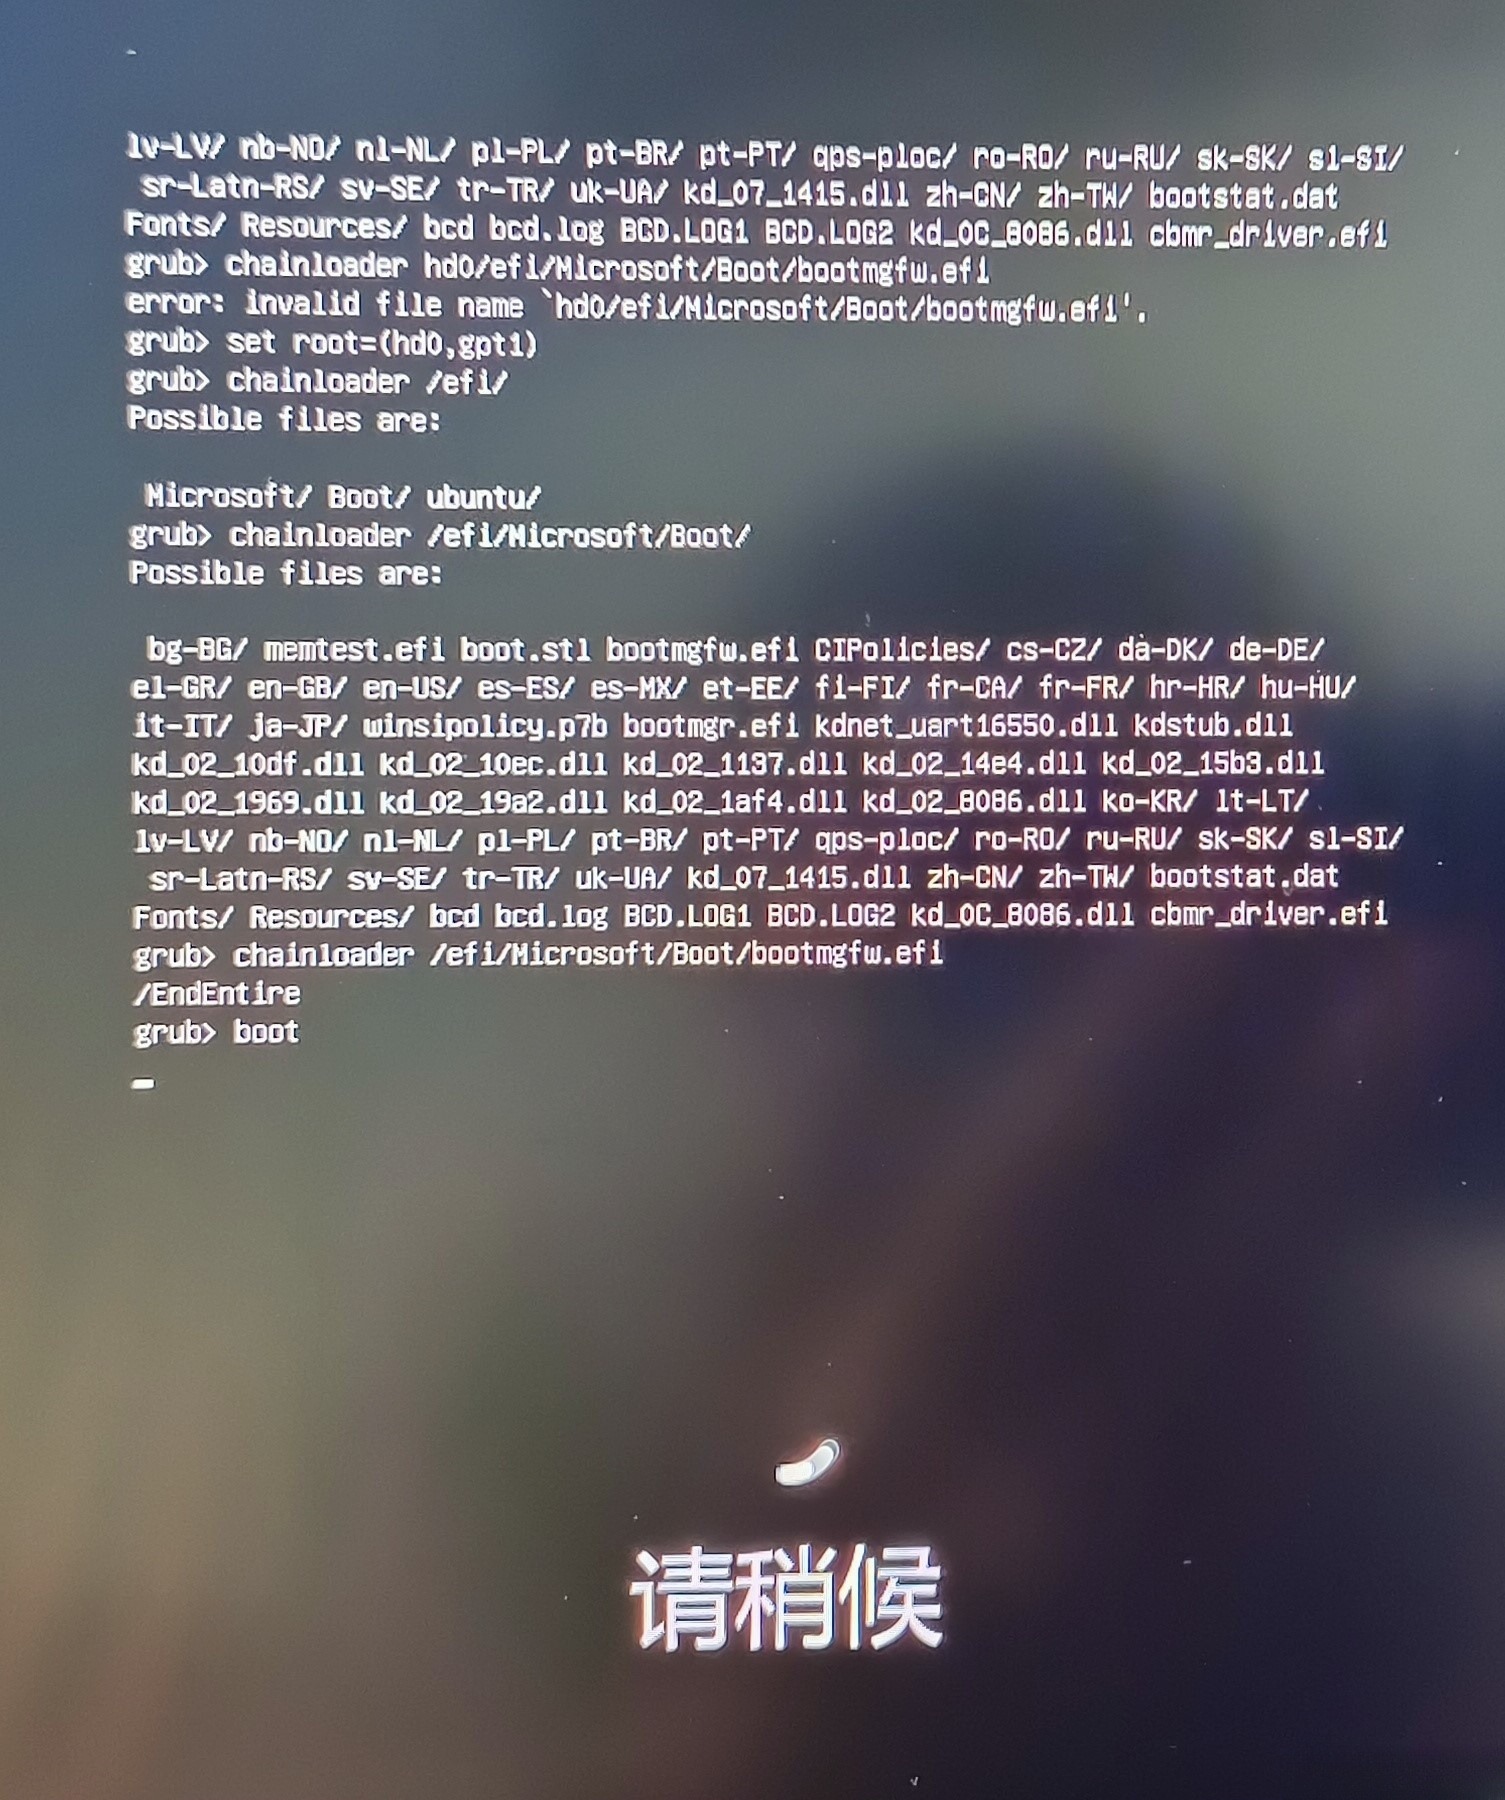 lv-LV/ nb-NO/ nl-NL/ pl-PL/ pt-BR/ pt-PT/ qps-ploc/ ro-RO/ ru-RU/ sk-SK/ sl-SI/
sr-Latn-RS/ sv-SE/ tr-TR/ uk-UA/ kd_07_1415.dll zh-CN/ zh-TW/ bootstat.dat
Fonts/ Resources/ bcd bcd.log BCD.LOG1 BCD.LOG2 kd_0C_8086.dll cbmr_driver.efi
grub> chainloader hd0/efi/Microsoft/Boot/bootmgfw.efi
error: invalid file name `hd0/efi/Microsoft/Boot/bootmgfw.efi'.
grub> set root=(hd0,gpt1)
grub> chainloader /efi/
Possible files are:
Microsoft/ Boot/ ubuntu/
grub> chainloader /efi/Microsoft/Boot/
Possible files are:
bg-BG/ memtest.efi boot.stl bootmgfw.efi CIPolicies/ cs-CZ/ da-DK/ de-DE/
el-GR/ en-GB/ en-US/ es-ES/ es-MX/ et-EE/ fi-FI/ fr-CA/ fr-FR/ hr-HR/ hu-HU/
it-IT/ ja-JP/ winsipolicy.p7b bootmgr.efi kdnet_uart16550.dll kdstub.dll
kd_02_10df.dll kd_02_10ec.dll kd_02_1137.dll kd_02_14e4.dll kd_02_15b3.dll
kd_02_1969.dll kd_02_19a2.dll kd_02_1af4.dll kd_02_8086.dll ko-KR/ lt-LT/
lv-LV/ nb-NO/ nl-NL/ pl-PL/ pt-BR/ pt-PT/ qps-ploc/ ro-RO/ ru-RU/ sk-SK/ sl-SI/
sr-Latn-RS/ sv-SE/ tr-TR/ uk-UA/ kd_07_1415.dll zh-CN/ zh-TW/ bootstat.dat
Fonts/ Resources/ bcd bcd.log BCD.LOG1 BCD.LOG2 kd_0C_8086.dll cbmr_driver.efi
grub> chainloader /efi/Microsoft/Boot/bootmgfw.efi
/EndEntire
grub> boot
请稍候